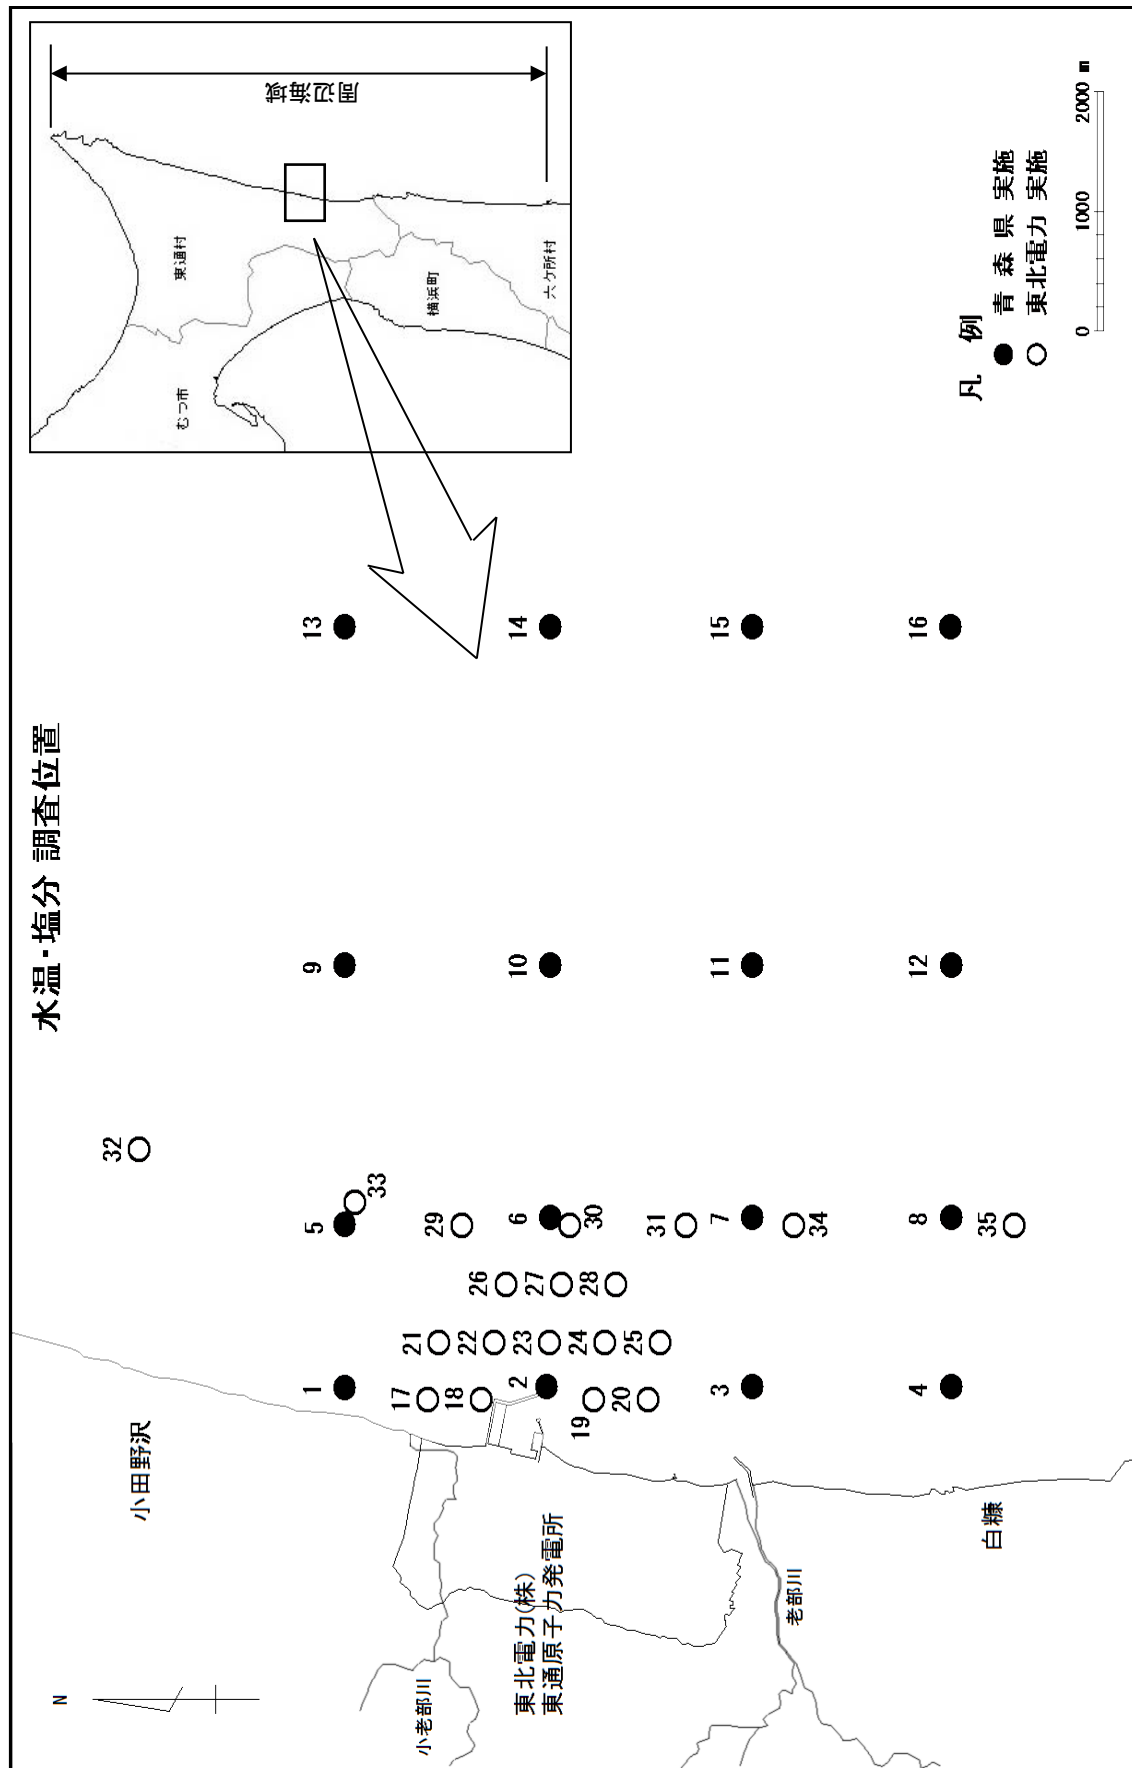 水温・塩分 調査位置
N
小田野沢
小老部川
東北電力(株)
東通原子力発電所
老部川
白糠
1
2
3
4
5
6
7
8
9
10
11
12
13
14
15
16
17
18
19
20
21
22
23
24
25
26
27
28
29
30
31
32
33
34
35
周辺海域
むつ市
東通村
横浜町
六ケ所村
凡 例
● 青 森 県 実施
○ 東北電力 実施
0 1000 2000 m